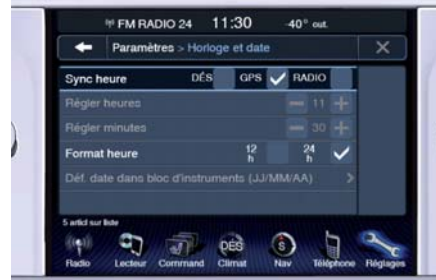 FM RADIO 24 11:30 -40° out.
Paramètres > Horloge et date
Sync heure DÉS GPS RADIO
Régler heures 11
Régler minutes 30
Format heure 12 h 24 h
Déf. date dans bloc d'instruments (JJ/MM/AA) >
5 articl sur liste
Radio Lecteur Command DÉS Climat S Nav Téléphone Réglages